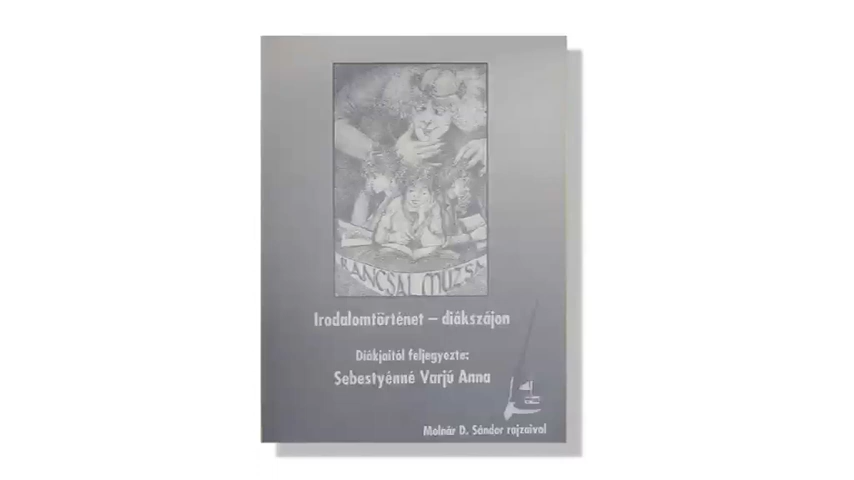 RANCSAL MUZSA
Irodalomtörténet – diákszájon
Diákjaitól feljegyezte:
Sebestyénné Varjú Anna
Molnár D. Sándor rajzaival